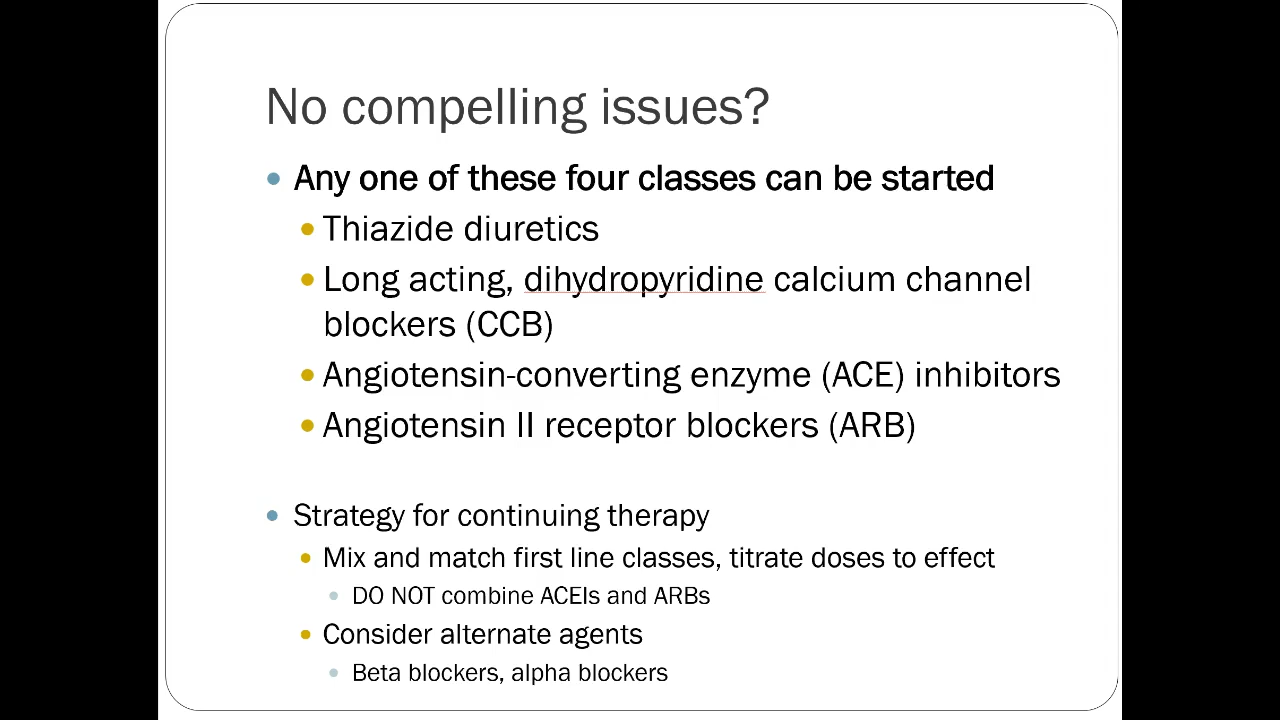 No compelling issues?
Any one of these four classes can be started
Thiazide diuretics
Long acting, dihydropyridine calcium channel
blockers (CCB)
Angiotensin-converting enzyme (ACE) inhibitors
Angiotensin II receptor blockers (ARB)
Strategy for continuing therapy
Mix and match first line classes, titrate doses to effect
DO NOT combine ACEIs and ARBs
Consider alternate agents
Beta blockers, alpha blockers